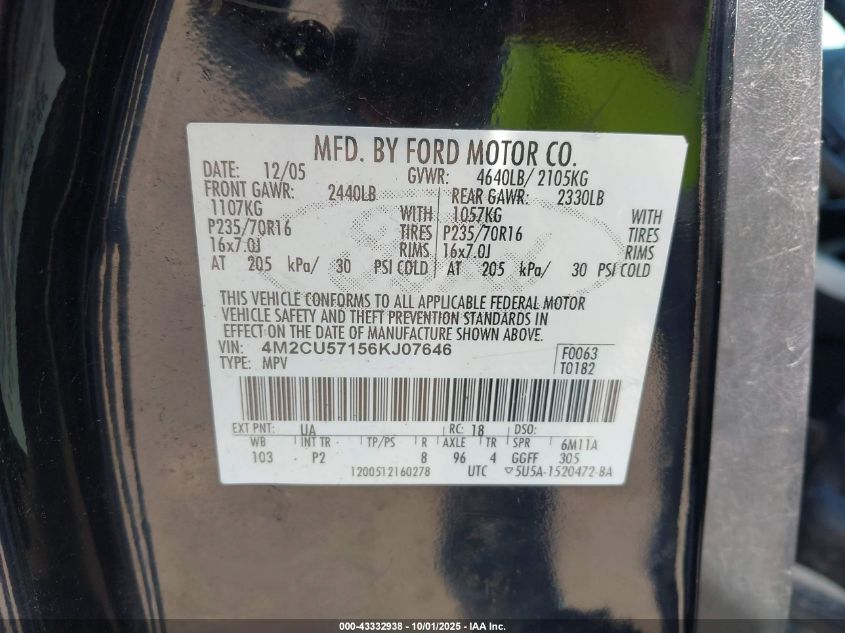 MFD. BY FORD MOTOR CO.
DATE: 12/05 GVWR: 4640LB/ 2105KG
FRONT GAWR: 2440LB REAR GAWR: 2330LB
1107KG WITH 1057KG WITH
P235/70R16 TIRES P235/70R16 TIRES
16x7.0J RIMS 16x7.0J RIMS
AT 205 kPa/ 30 PSI COLD AT 205 kPa/ 30 PSI COLD
THIS VEHICLE CONFORMS TO ALL APPLICABLE FEDERAL MOTOR
VEHICLE SAFETY AND THEFT PREVENTION STANDARDS IN
EFFECT ON THE DATE OF MANUFACTURE SHOWN ABOVE.
VIN: 4M2CU57156KJ07646 F0063
TYPE: MPV T0182
EXT PNT: UA RC: 18 DSO:
WB INT TR TP/PS R AXLE TR SPR 6M11A
103 P2 8 96 4 GGFF 305
1200512160278 UTC ▽5U5A-1520472-BA
000-43332938 - 10/01/2025 - IAA Inc.